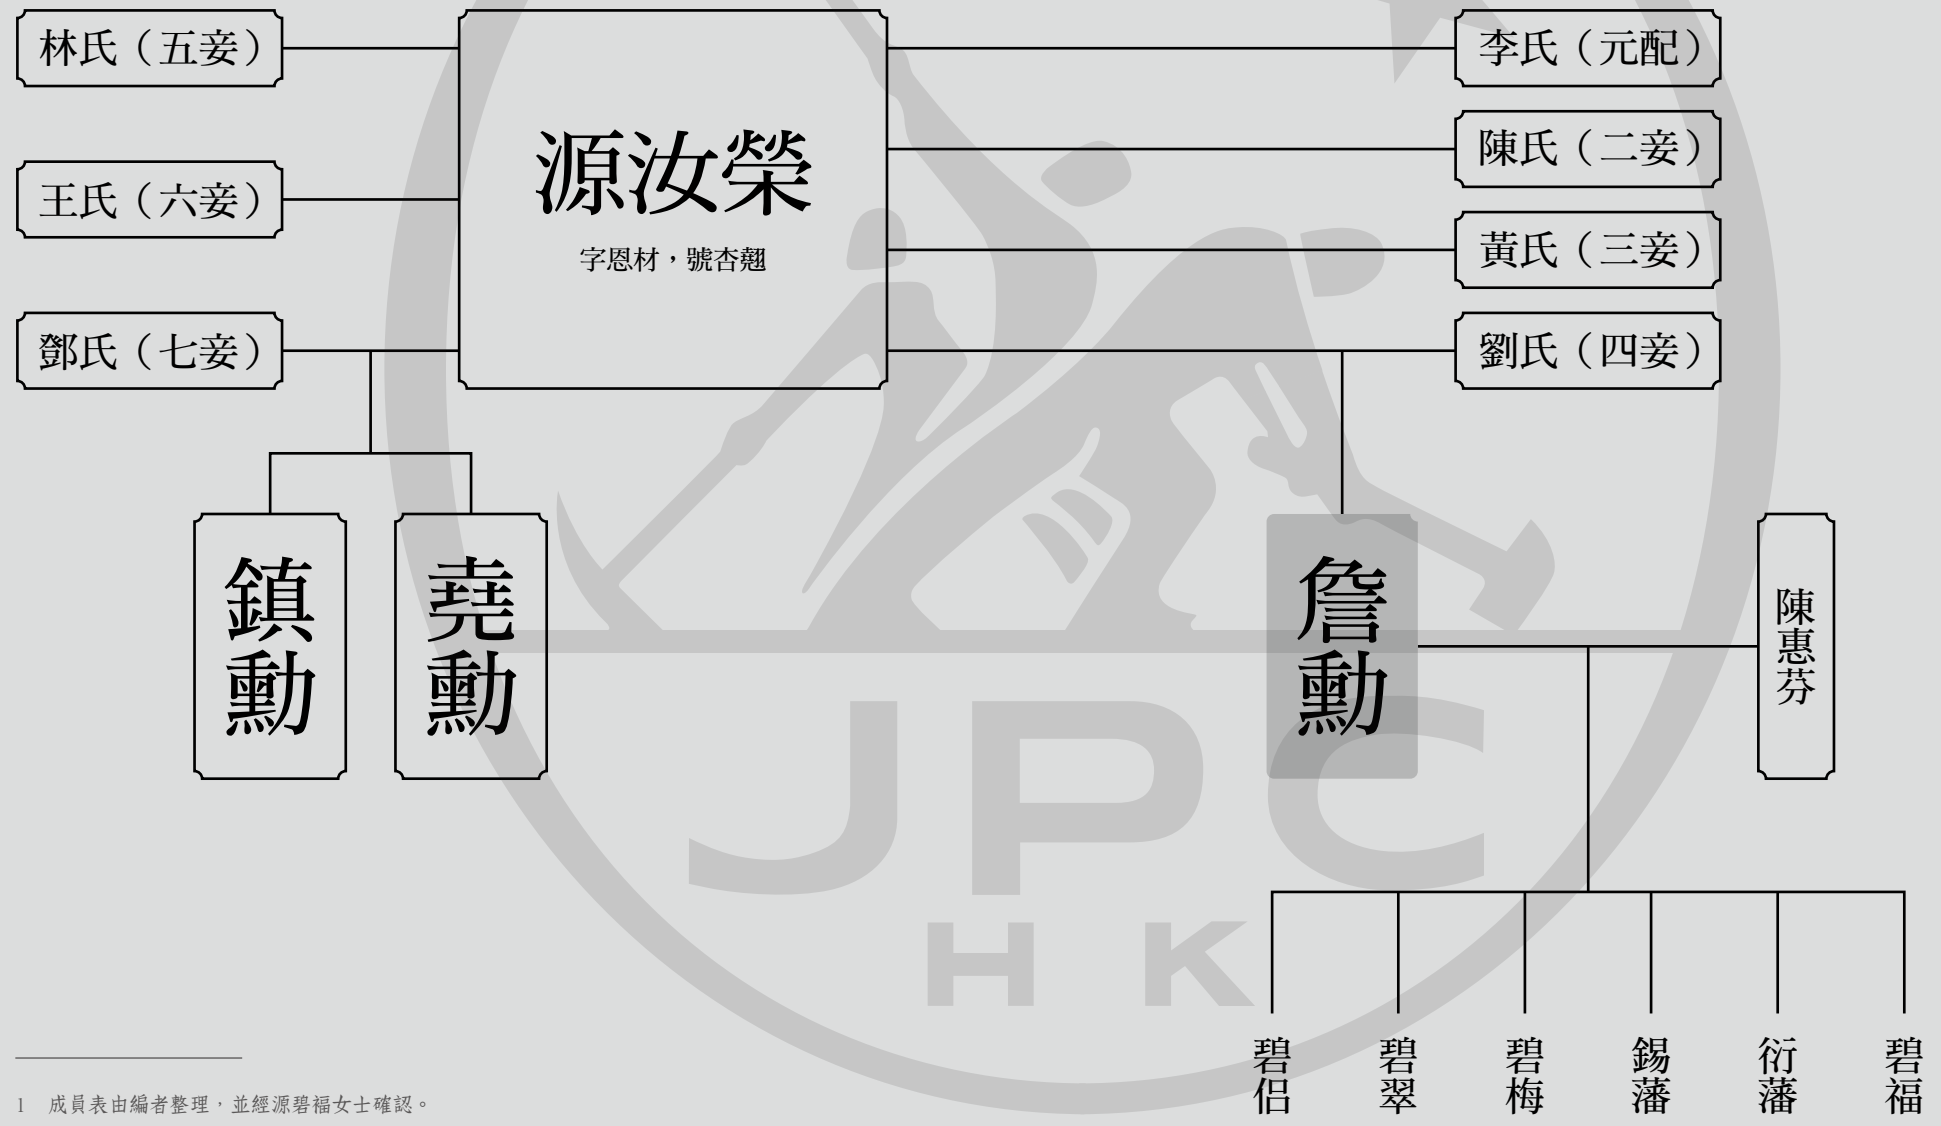 林氏（五妾）
王氏（六妾）
鄧氏（七妾）
源汝榮
字恩材，號杏翹
李氏（元配）
陳氏（二妾）
黃氏（三妾）
劉氏（四妾）
鎮勳
堯勳
詹勳
陳惠芬
碧侶
碧翠
碧梅
錫藩
衍藩
碧福
JPC
HK
1 成員表由編者整理，並經源碧福女士確認。